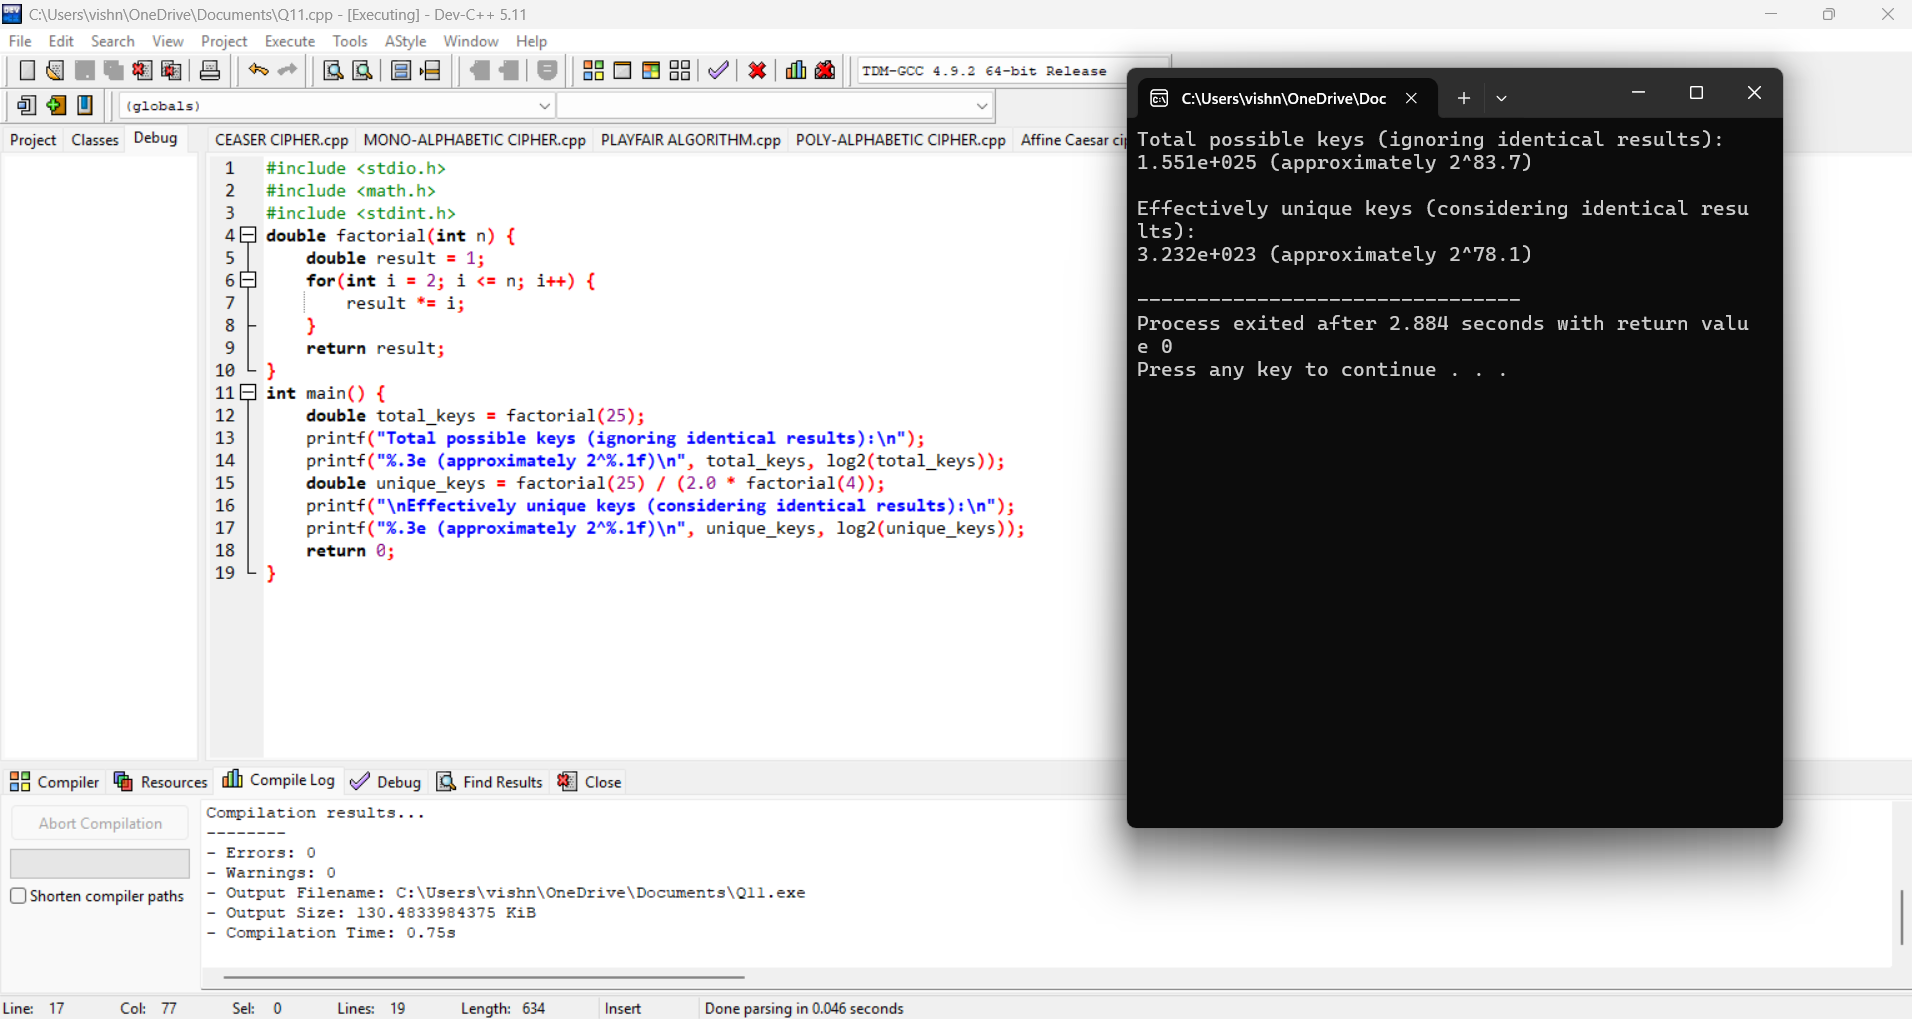 C:\Users\vishn\OneDrive\Documents\Q11.cpp - [Executing] - Dev-C++ 5.11
File Edit Search View Project Execute Tools AStyle Window Help
TDM-GCC 4.9.2 64-bit Release
(globals)
Project Classes Debug
CEASER CIPHER.cpp MONO-ALPHABETIC CIPHER.cpp PLAYFAIR ALGORITHM.cpp POLY-ALPHABETIC CIPHER.cpp Affine Caesar cip
1 #include <stdio.h>
2 #include <math.h>
3 #include <stdint.h>
4 double factorial(int n) {
5 double result = 1;
6 for(int i = 2; i <= n; i++) {
7 result *= i;
8 }
9 return result;
10 }
11 int main() {
12 double total_keys = factorial(25);
13 printf("Total possible keys (ignoring identical results):\n");
14 printf("%.3e (approximately 2^%.1f)\n", total_keys, log2(total_keys));
15 double unique_keys = factorial(25) / (2.0 * factorial(4));
16 printf("\nEffectively unique keys (considering identical results):\n");
17 printf("%.3e (approximately 2^%.1f)\n", unique_keys, log2(unique_keys));
18 return 0;
19 }
C:\Users\vishn\OneDrive\Doc
Total possible keys (ignoring identical results):
1.551e+025 (approximately 2^83.7)
Effectively unique keys (considering identical resu
lts):
3.232e+023 (approximately 2^78.1)
--------------------------------
Process exited after 2.884 seconds with return valu
e 0
Press any key to continue . . .
Compiler Resources Compile Log Debug Find Results Close
Abort Compilation
Shorten compiler paths
Compilation results...
--------
- Errors: 0
- Warnings: 0
- Output Filename: C:\Users\vishn\OneDrive\Documents\Q11.exe
- Output Size: 130.4833984375 KiB
- Compilation Time: 0.75s
Line: 17 Col: 77 Sel: 0 Lines: 19 Length: 634 Insert Done parsing in 0.046 seconds